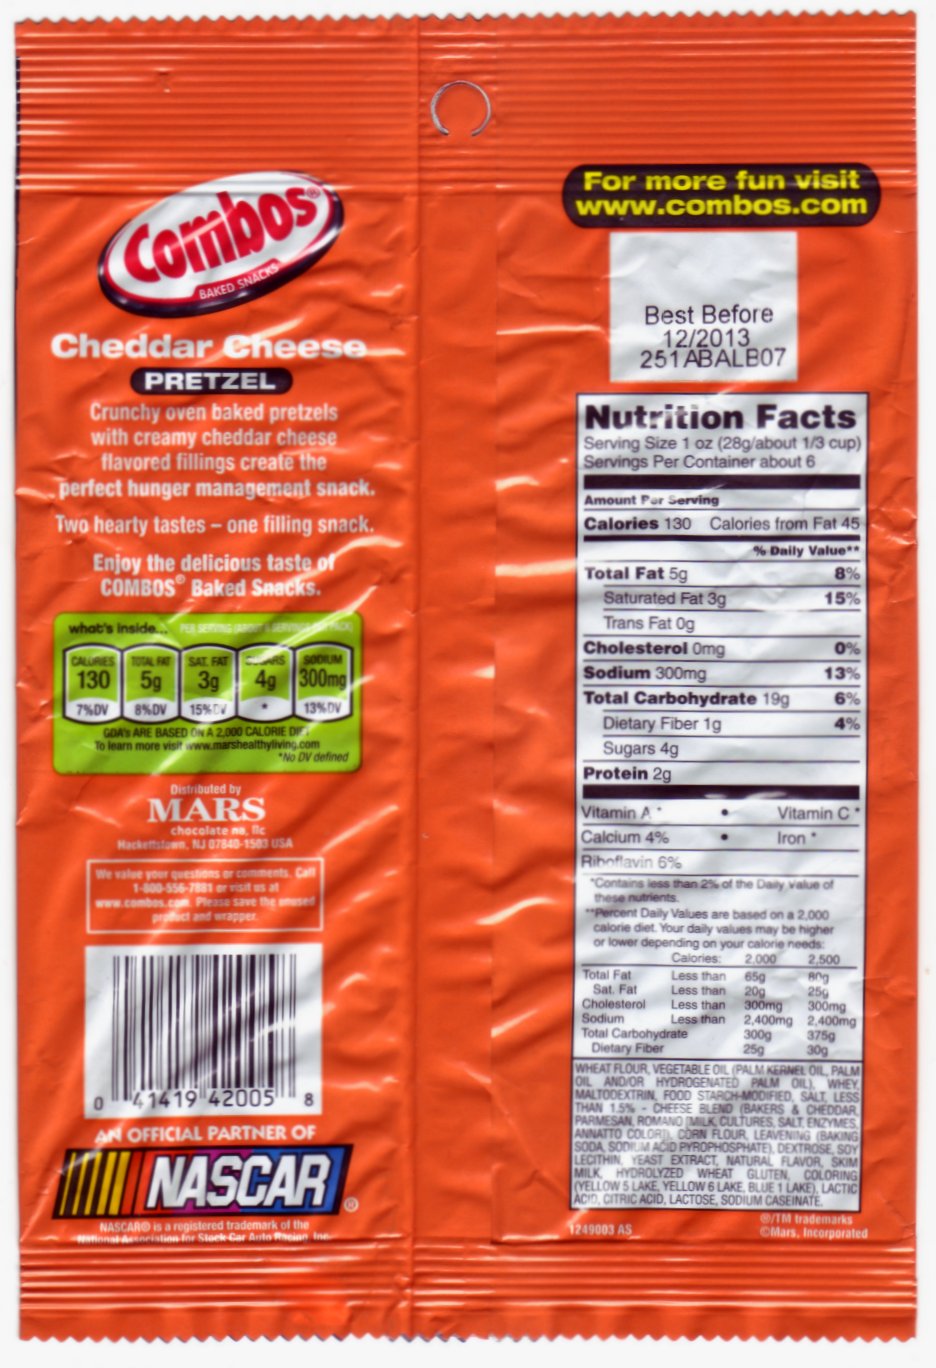 Combos®
BAKED SNACKS
Cheddar Cheese
PRETZEL
Crunchy oven baked pretzels
with creamy cheddar cheese
flavored fillings create the
perfect hunger management snack.
Two hearty tastes – one filling snack.
Enjoy the delicious taste of
COMBOS® Baked Snacks.
what's inside... PER SERVING (ABOUT SERVINGS PER PACK)
CALORIES TOTAL FAT SAT. FAT SUGARS SODIUM
130 5g 3g 4g 300mg
7%DV 8%DV 15%DV * 13%DV
GDA's ARE BASED ON A 2,000 CALORIE DIET
To learn more visit www.marshealthyliving.com
*No DV defined
Distributed by
MARS
chocolate na, llc
Hackettstown, NJ 07840-1503 USA
We value your questions or comments. Call
1-800-556-7881 or visit us at
www.combos.com. Please save the unused
product and wrapper.
0 41419 42005 8
AN OFFICIAL PARTNER OF
NASCAR®
NASCAR® is a registered trademark of the
National Association for Stock Car Auto Racing, Inc.
For more fun visit
www.combos.com
Best Before
12/2013
251ABALB07
Nutrition Facts
Serving Size 1 oz (28g/about 1/3 cup)
Servings Per Container about 6
Amount Per Serving
Calories 130 Calories from Fat 45
% Daily Value**
Total Fat 5g 8%
Saturated Fat 3g 15%
Trans Fat 0g
Cholesterol 0mg 0%
Sodium 300mg 13%
Total Carbohydrate 19g 6%
Dietary Fiber 1g 4%
Sugars 4g
Protein 2g
Vitamin A * • Vitamin C *
Calcium 4% • Iron *
Riboflavin 6%
*Contains less than 2% of the Daily value of
these nutrients.
**Percent Daily Values are based on a 2,000
calorie diet. Your daily values may be higher
or lower depending on your calorie needs:
Calories: 2,000 2,500
Total Fat Less than 65g 80g
Sat. Fat Less than 20g 25g
Cholesterol Less than 300mg 300mg
Sodium Less than 2,400mg 2,400mg
Total Carbohydrate 300g 375g
Dietary Fiber 25g 30g
WHEAT FLOUR, VEGETABLE OIL (PALM KERNEL OIL, PALM
OIL AND/OR HYDROGENATED PALM OIL), WHEY,
MALTODEXTRIN, FOOD STARCH-MODIFIED, SALT, LESS
THAN 1.5% - CHEESE BLEND (BAKERS & CHEDDAR,
PARMESAN, ROMANO [MILK, CULTURES, SALT, ENZYMES,
ANNATTO COLOR]), CORN FLOUR, LEAVENING (BAKING
SODA, SODIUM ACID PYROPHOSPHATE), DEXTROSE, SOY
LECITHIN, YEAST EXTRACT, NATURAL FLAVOR, SKIM
MILK, HYDROLYZED WHEAT GLUTEN, COLORING
(YELLOW 5 LAKE, YELLOW 6 LAKE, BLUE 1 LAKE), LACTIC
ACID, CITRIC ACID, LACTOSE, SODIUM CASEINATE.
1249003 AS
®/TM trademarks
©Mars, Incorporated